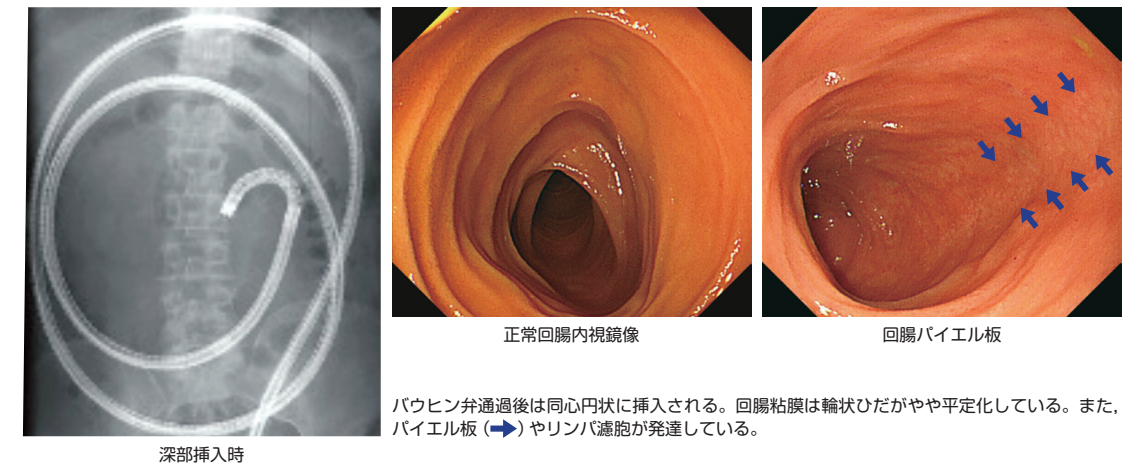 深部挿入時
正常回腸内視鏡像
回腸パイエル板
バウヒン弁通過後は同心円状に挿入される。回腸粘膜は輪状ひだがやや平定化している。また,
パイエル板(➡)やリンパ濾胞が発達している。